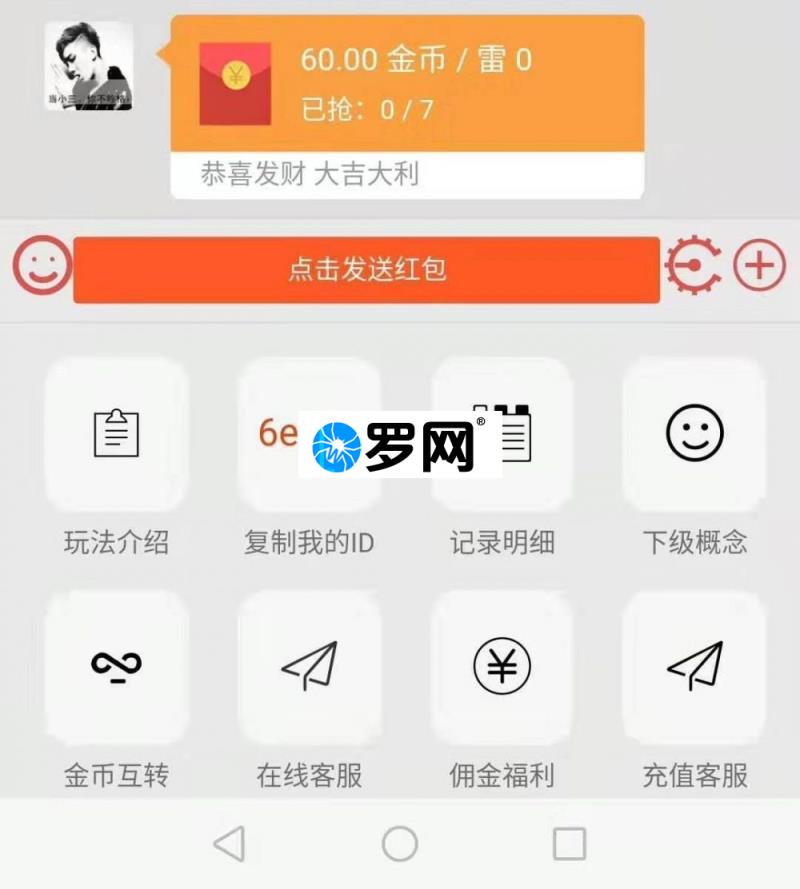 60.00 金币 / 雷 0
已抢：0 / 7
恭喜发财 大吉大利
点击发送红包
6e
罗网®
玩法介绍
复制我的ID
记录明细
下级概念
金币互转
在线客服
佣金福利
充值客服